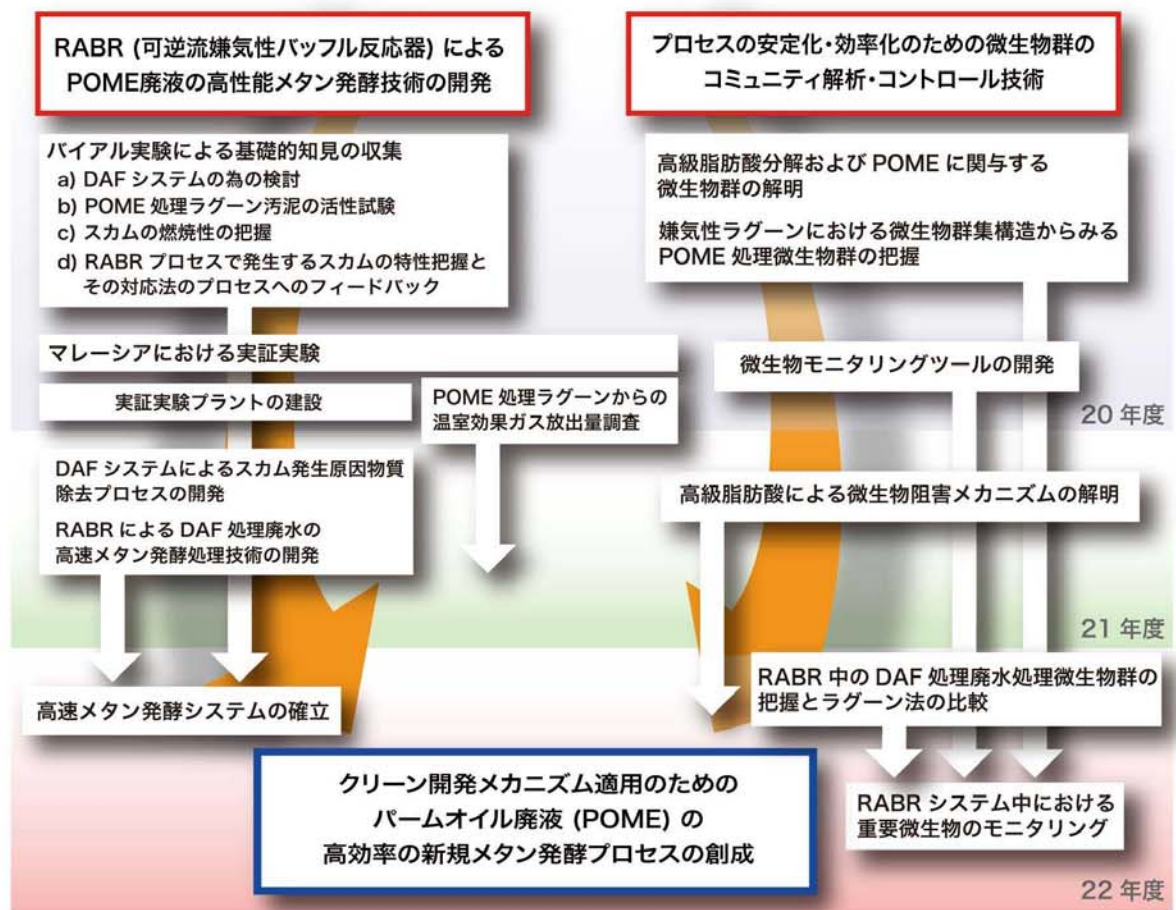 RABR (可逆流嫌気性バッフル反応器) による
POME廃液の高性能メタン発酵技術の開発
バイアル実験による基礎的知見の収集
a) DAF システムの為の検討
b) POME 処理ラグーン汚泥の活性試験
c) スカムの燃焼性の把握
d) RABR プロセスで発生するスカムの特性把握と
その対応法のプロセスへのフィードバック
マレーシアにおける実証実験
実証実験プラントの建設
POME 処理ラグーンからの
温室効果ガス放出量調査
DAF システムによるスカム発生原因物質
除去プロセスの開発
RABR による DAF 処理廃水の
高速メタン発酵処理技術の開発
高速メタン発酵システムの確立
プロセスの安定化・効率化のための微生物群の
コミュニティ解析・コントロール技術
高級脂肪酸分解および POME に関与する
微生物群の解明
嫌気性ラグーンにおける微生物群集構造からみる
POME 処理微生物群の把握
微生物モニタリングツールの開発
20 年度
高級脂肪酸による微生物阻害メカニズムの解明
21 年度
RABR 中の DAF 処理廃水処理微生物群の
把握とラグーン法の比較
RABR システム中における
重要微生物のモニタリング
クリーン開発メカニズム適用のための
パームオイル廃液 (POME) の
高効率の新規メタン発酵プロセスの創成
22 年度